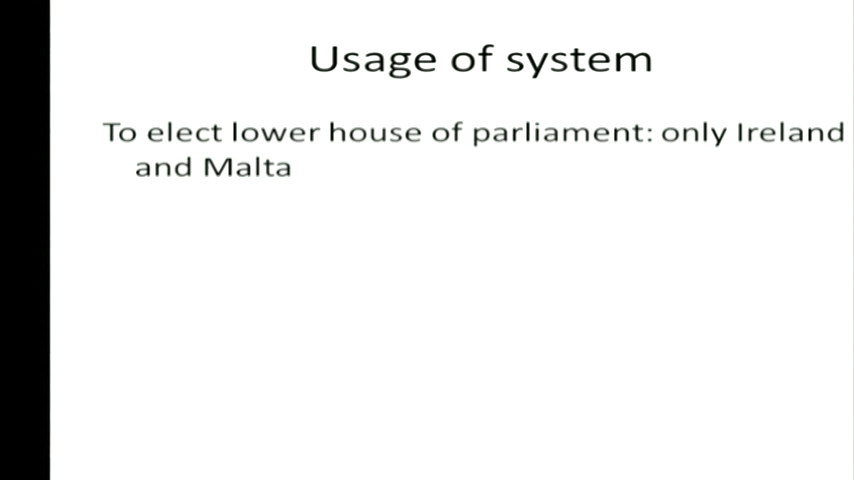 Usage of system
To elect lower house of parliament: only Ireland
and Malta